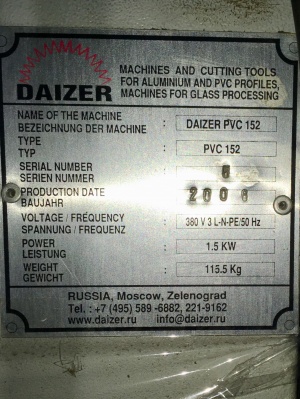 DAIZER
MACHINES AND CUTTING TOOLS
FOR ALUMINIUM AND PVC PROFILES,
MACHINES FOR GLASS PROCESSING
NAME OF THE MACHINE
BEZEICHNUNG DER MACHINE : DAIZER PVC 152
TYPE
TYP : PVC 152
SERIAL NUMBER
SERIEN NUMMER :
PRODUCTION DATE
BAUJAHR :
VOLTAGE / FREQUENCY
SPANNUNG / FREQUENZ : 380 V 3 L-N-PE/50 Hz
POWER
LEISTUNG : 1.5 KW
WEIGHT
GEWICHT : 115.5 Kg
RUSSIA, Moscow, Zelenograd
Tel. : +7 (495) 589 -6882, 221-9162
www.daizer.ru info@daizer.ru